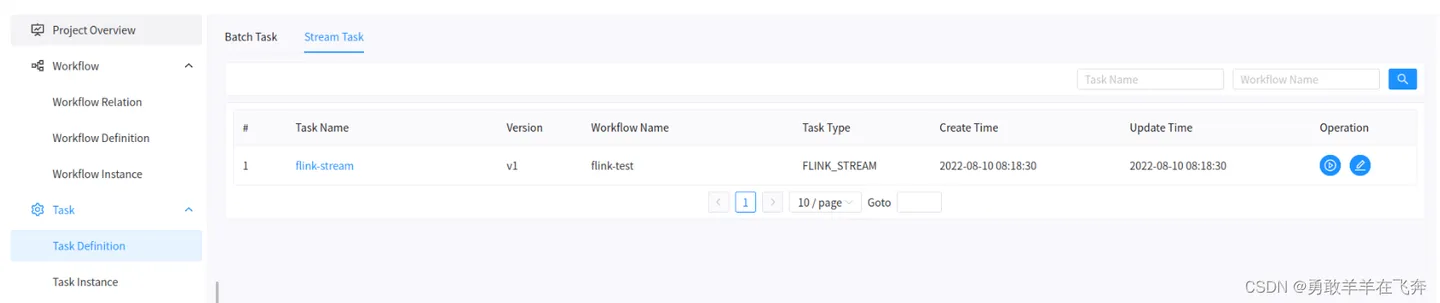 Project Overview
Workflow
Workflow Relation
Workflow Definition
Workflow Instance
Task
Task Definition
Task Instance
Batch Task Stream Task
Task Name Workflow Name
# Task Name Version Workflow Name Task Type Create Time Update Time Operation
1 flink-stream v1 flink-test FLINK_STREAM 2022-08-10 08:18:30 2022-08-10 08:18:30
1 10 / page Goto
CSDN @勇敢羊羊在飞奔